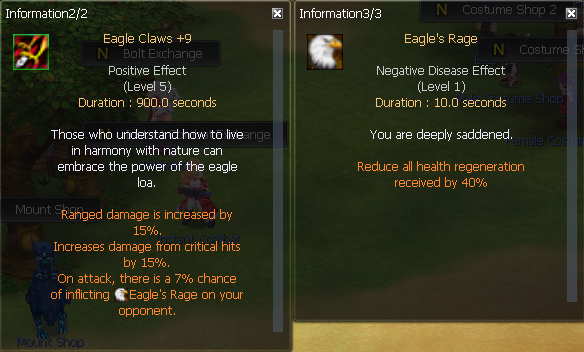 Information2/2
Eagle Claws +9
Positive Effect
(Level 5)
Duration : 900.0 seconds
Those who understand how to live
in harmony with nature can
embrace the power of the eagle
loa.
Ranged damage is increased by
15%.
Increases damage from critical hits
by 15%.
On attack, there is a 7% chance
of inflicting Eagle's Rage on your
opponent.
Information3/3
Eagle's Rage
Negative Disease Effect
(Level 1)
Duration : 10.0 seconds
You are deeply saddened.
Reduce all health regeneration
received by 40%
N Bolt Exchange
Mount Shop
Mount Shop
N Costume Shop 2
N Costume Sh